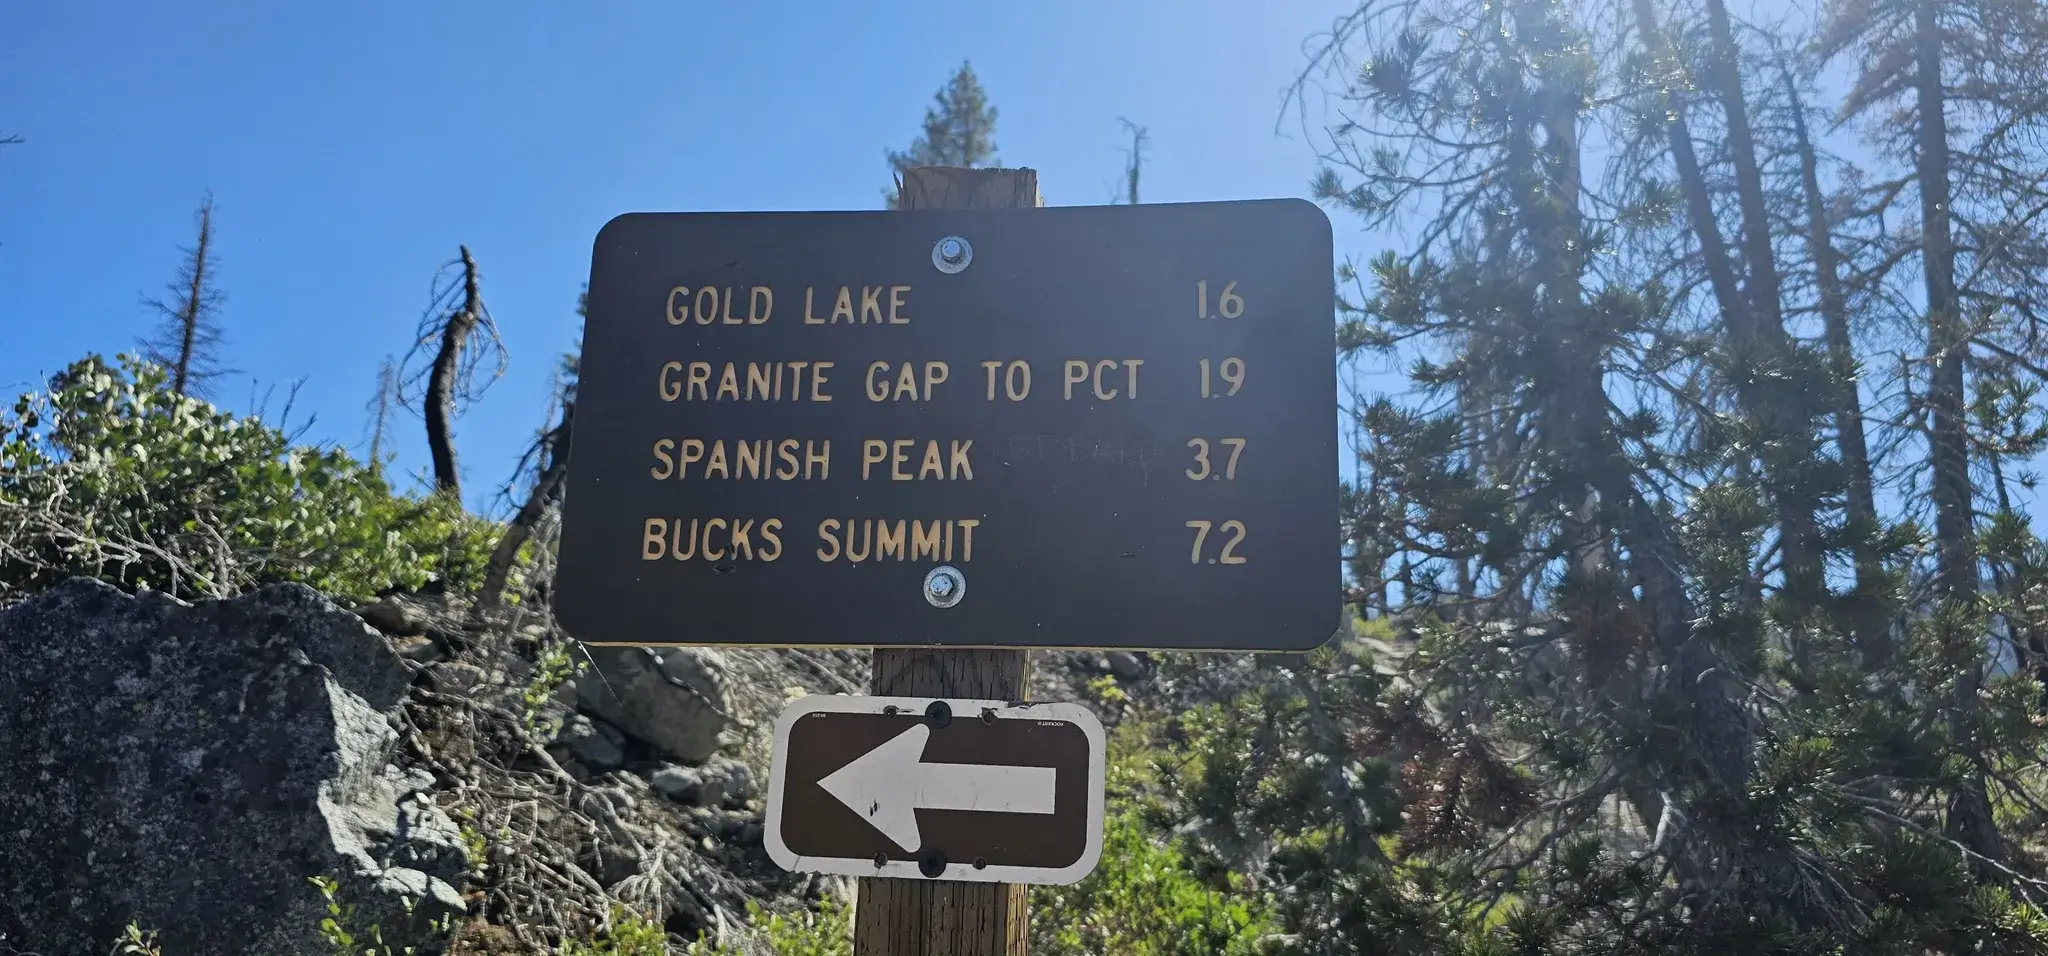 GOLD LAKE 1.6
GRANITE GAP TO PCT 1.9
SPANISH PEAK 3.7
BUCKS SUMMIT 7.2